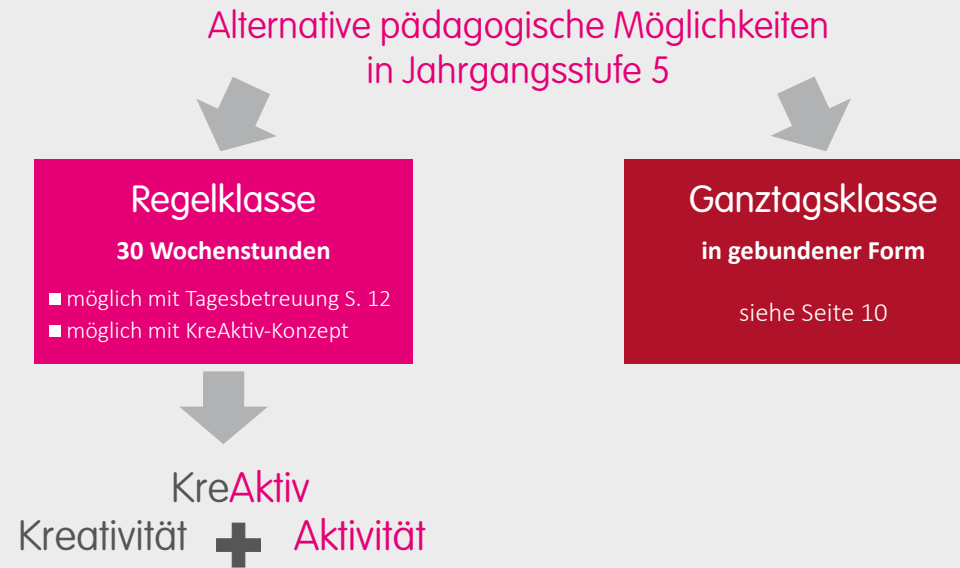 Alternative pädagogische Möglichkeiten
in Jahrgangsstufe 5
Regelklasse
30 Wochenstunden
■ möglich mit Tagesbetreuung S. 12
■ möglich mit KreAktiv-Konzept
Ganztagsklasse
in gebundener Form
siehe Seite 10
KreAktiv
Kreativität + Aktivität